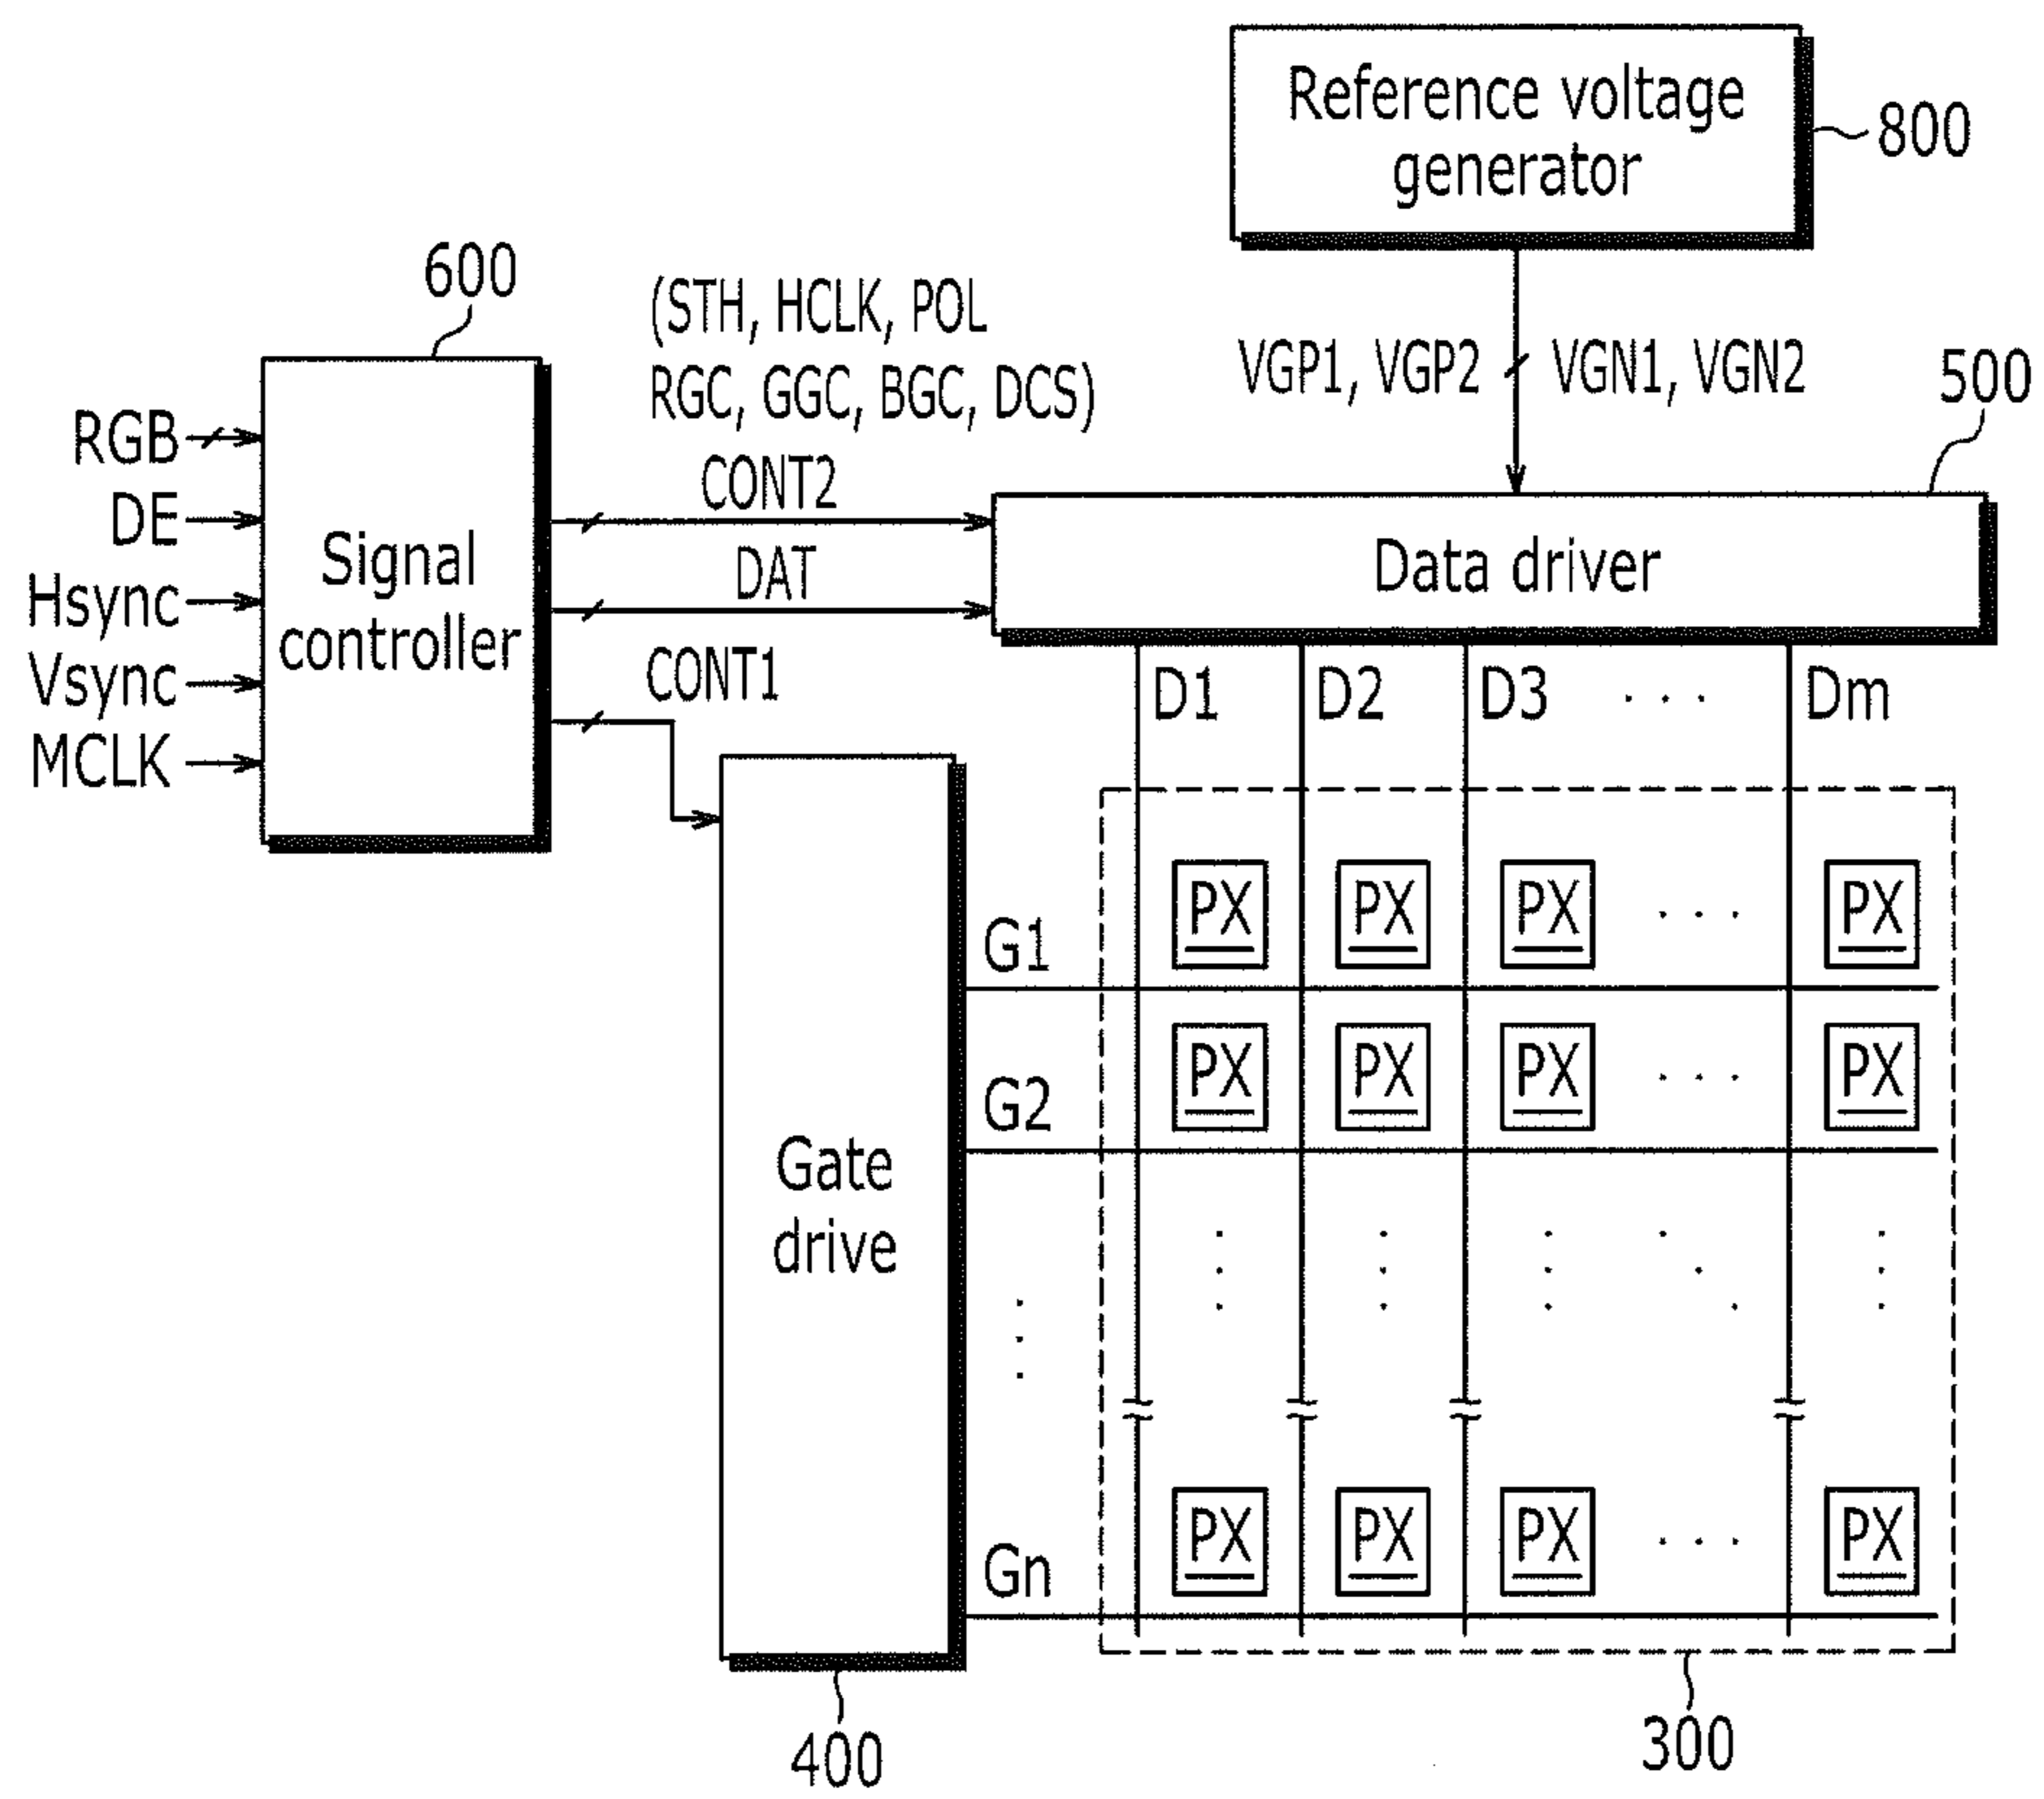 Reference voltage
generator
800
600
(STH, HCLK, POL
RGC, GGC, BGC, DCS)
VGP1, VGP2
VGN1, VGN2
500
RGB
DE
Hsync
Vsync
MCLK
Signal
controller
CONT2
DAT
CONT1
Data driver
D1 D2 D3 . . . Dm
G1
PX PX PX . . . PX
G2
PX PX PX . . . PX
Gate
drive
Gn
PX PX PX . . . PX
400
300